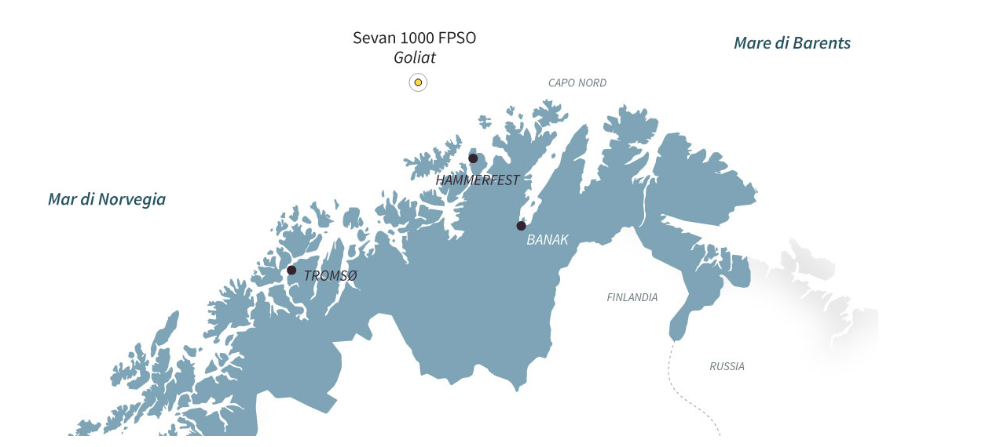 Sevan 1000 FPSO
Goliat
Mare di Barents
CAPO NORD
HAMMERFEST
Mar di Norvegia
BANAK
TROMSØ
FINLANDIA
RUSSIA